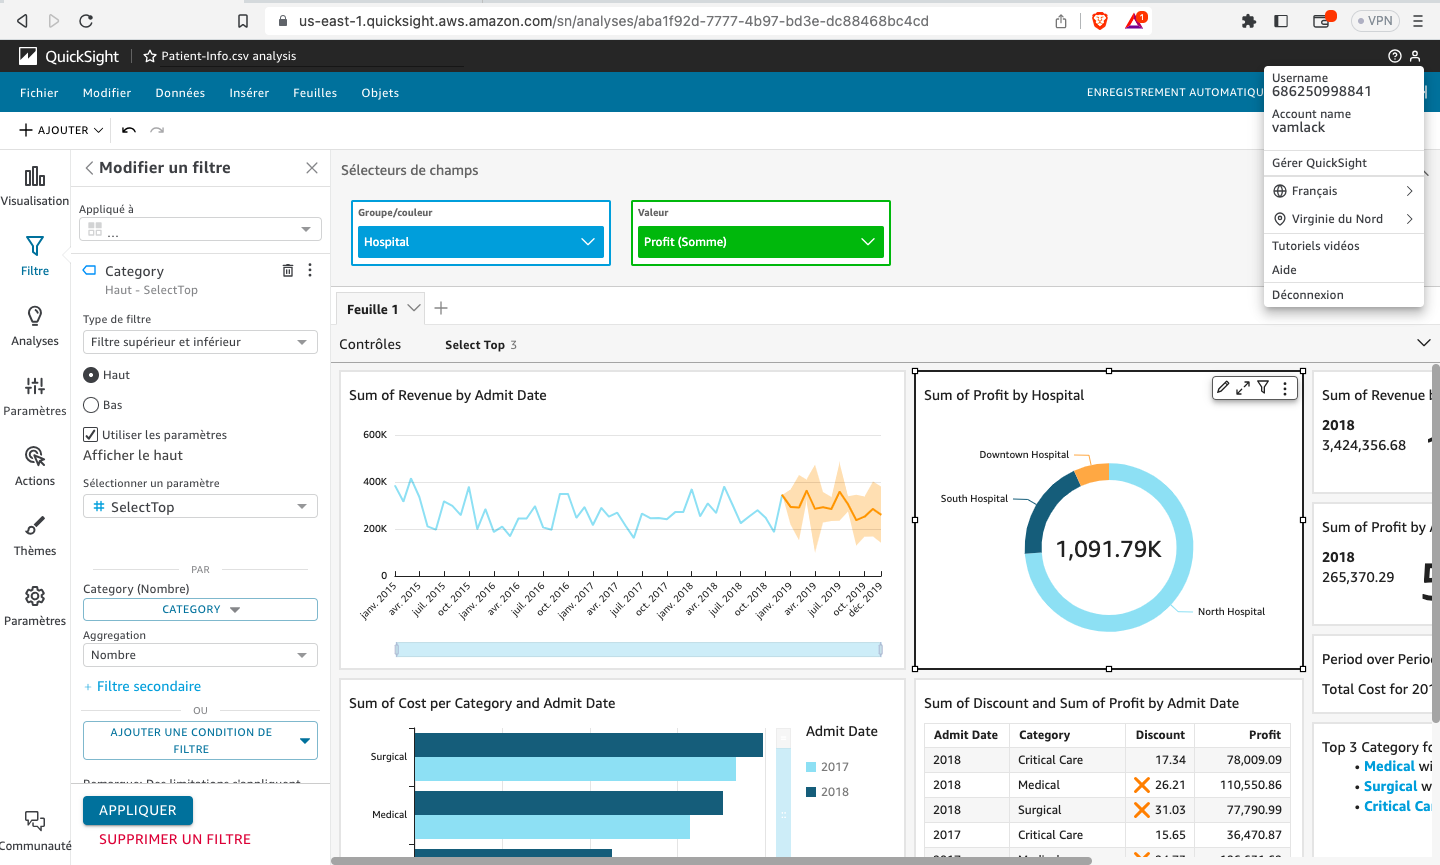 us-east-1.quicksight.aws.amazon.com/sn/analyses/aba1f92d-7777-4b97-bd3e-dc88468bc4cd
1
VPN
QuickSight
Patient-Info.csv analysis
Fichier
Modifier
Données
Insérer
Feuilles
Objets
ENREGISTREMENT AUTOMATIQU
Username
686250998841
Account name
vamlack
Gérer QuickSight
Français
Virginie du Nord
Tutoriels vidéos
Aide
Déconnexion
AJOUTER
Visualisation
Filtre
Analyses
Paramètres
Actions
Thèmes
Paramètres
Communauté
Modifier un filtre
Appliqué à
...
Category
Haut - SelectTop
Type de filtre
Filtre supérieur et inférieur
Haut
Bas
Utiliser les paramètres
Afficher le haut
Sélectionner un paramètre
# SelectTop
PAR
Category (Nombre)
CATEGORY
Aggregation
Nombre
+ Filtre secondaire
OU
AJOUTER UNE CONDITION DE
FILTRE
APPLIQUER
SUPPRIMER UN FILTRE
Sélecteurs de champs
Groupe/couleur
Hospital
Valeur
Profit (Somme)
Feuille 1
Contrôles
Select Top 3
Sum of Revenue by Admit Date
600K
400K
200K
0
janv. 2015
avr. 2015
juil. 2015
oct. 2015
janv. 2016
avr. 2016
juil. 2016
oct. 2016
janv. 2017
avr. 2017
juil. 2017
oct. 2017
janv. 2018
avr. 2018
juil. 2018
oct. 2018
janv. 2019
avr. 2019
juil. 2019
oct. 2019
déc. 2019
Sum of Profit by Hospital
Downtown Hospital
South Hospital
1,091.79K
North Hospital
Sum of Revenue
2018
3,424,356.68
Sum of Profit by
2018
265,370.29
Period over Perio
Total Cost for 201
Top 3 Category fo
• Medical wi
• Surgical w
• Critical Ca
Sum of Cost per Category and Admit Date
Surgical
Medical
Admit Date
2017
2018
Sum of Discount and Sum of Profit by Admit Date
Admit Date Category Discount Profit
2018 Critical Care 17.34 78,009.09
2018 Medical 26.21 110,550.86
2018 Surgical 31.03 77,790.99
2017 Critical Care 15.65 36,470.87